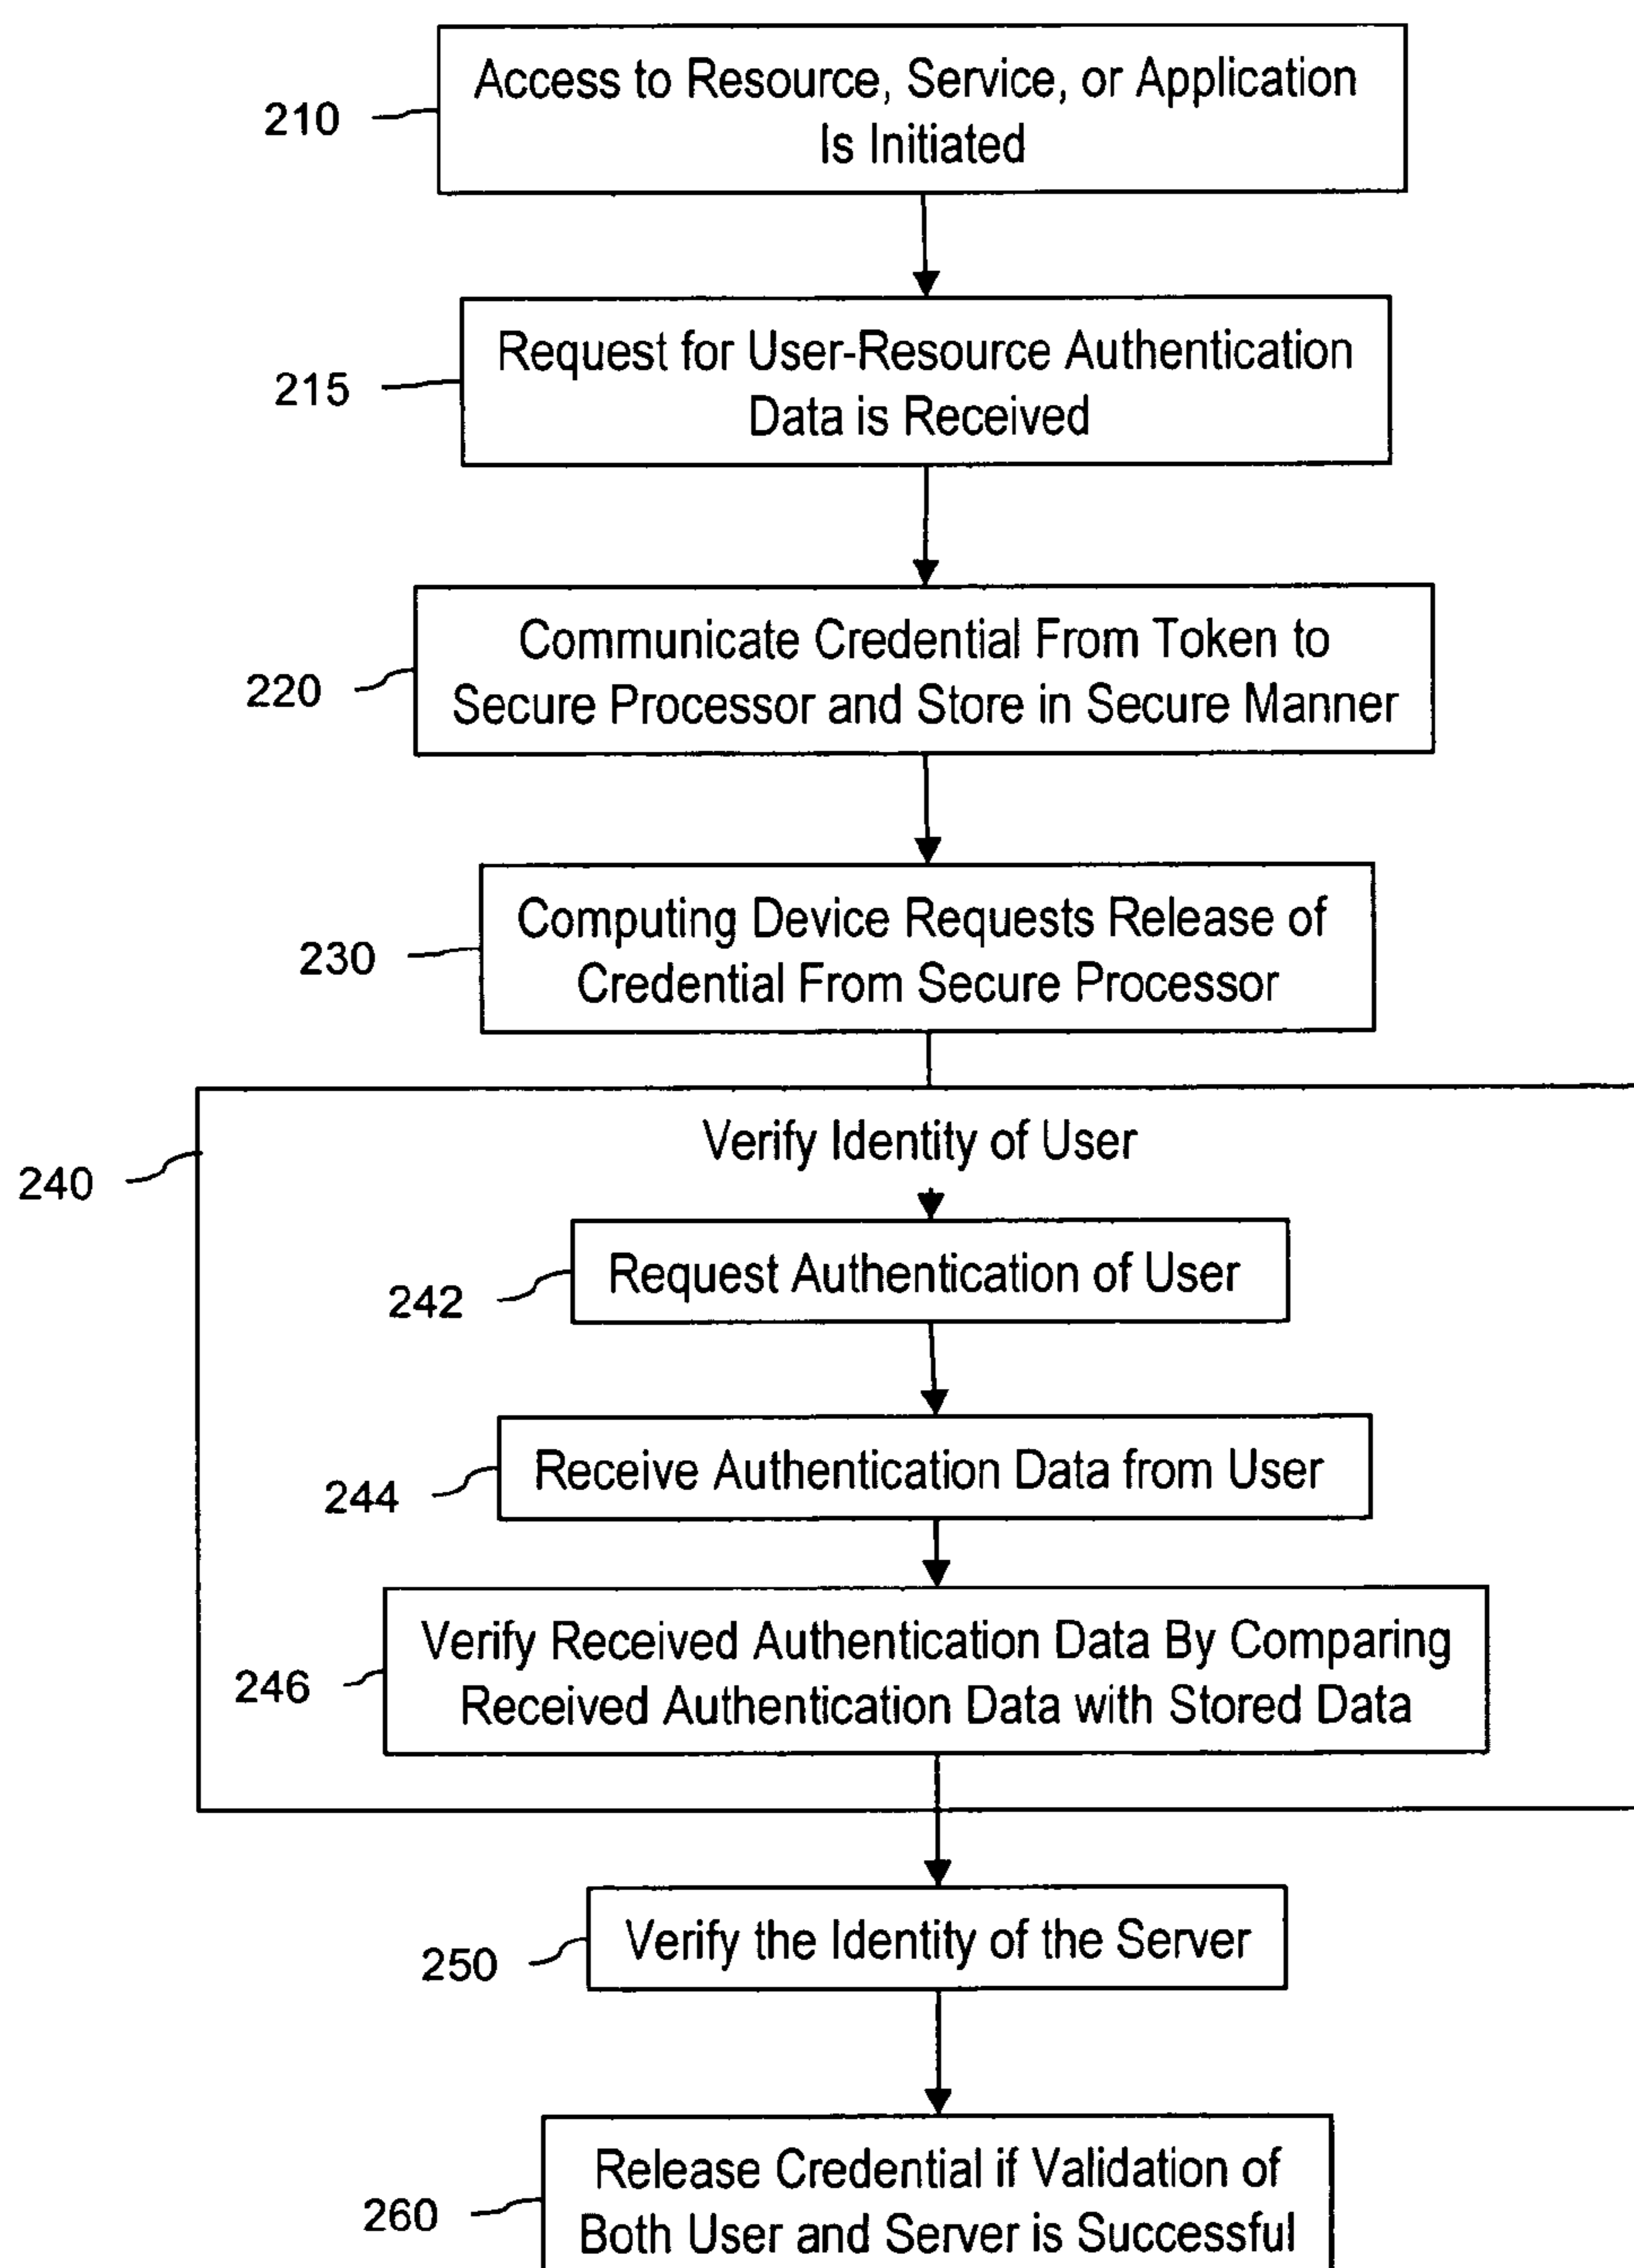 Access to Resource, Service, or Application
Is Initiated
210
Request for User-Resource Authentication
Data is Received
215
Communicate Credential From Token to
Secure Processor and Store in Secure Manner
220
Computing Device Requests Release of
Credential From Secure Processor
230
Verify Identity of User
240
Request Authentication of User
242
Receive Authentication Data from User
244
Verify Received Authentication Data By Comparing
Received Authentication Data with Stored Data
246
Verify the Identity of the Server
250
Release Credential if Validation of
Both User and Server is Successful
260